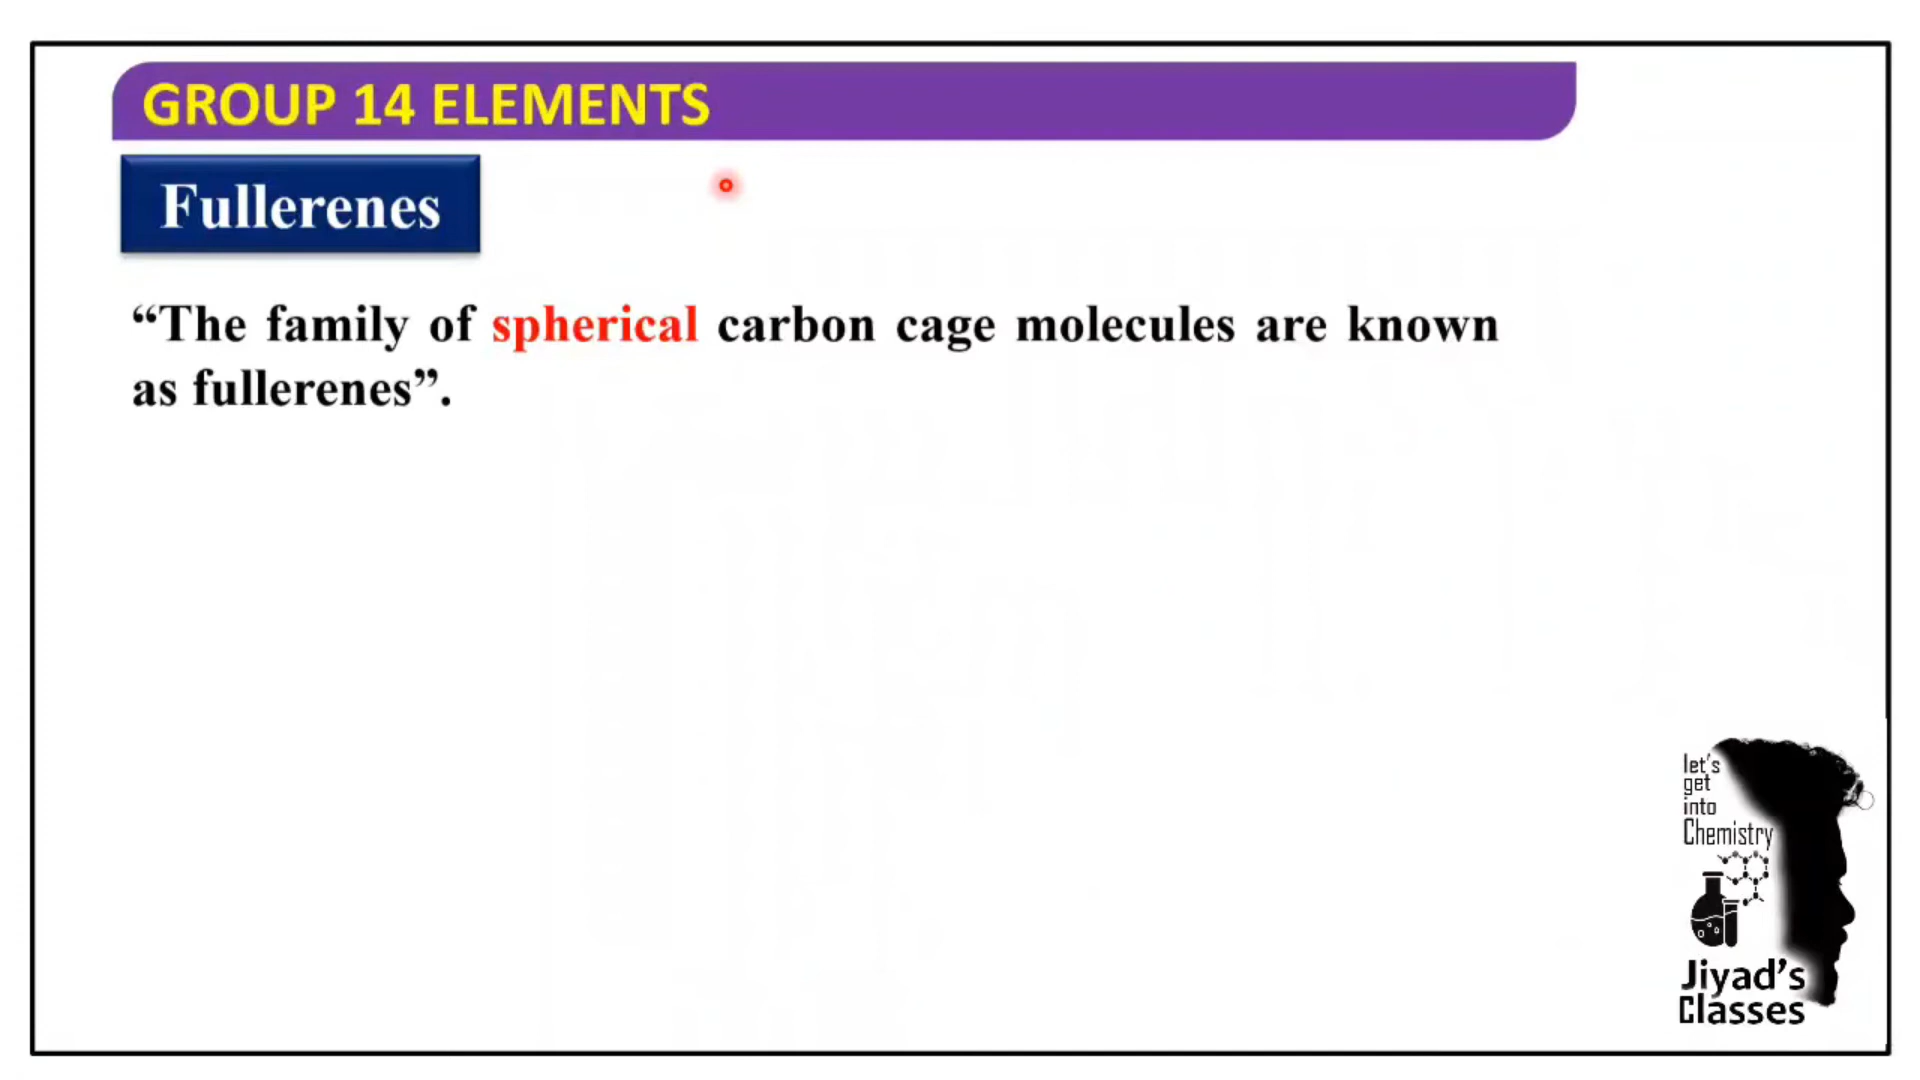 GROUP 14 ELEMENTS
Fullerenes
“The family of spherical carbon cage molecules are known
as fullerenes”.
let's
get
into
Chemistry
Jiyad's
Classes